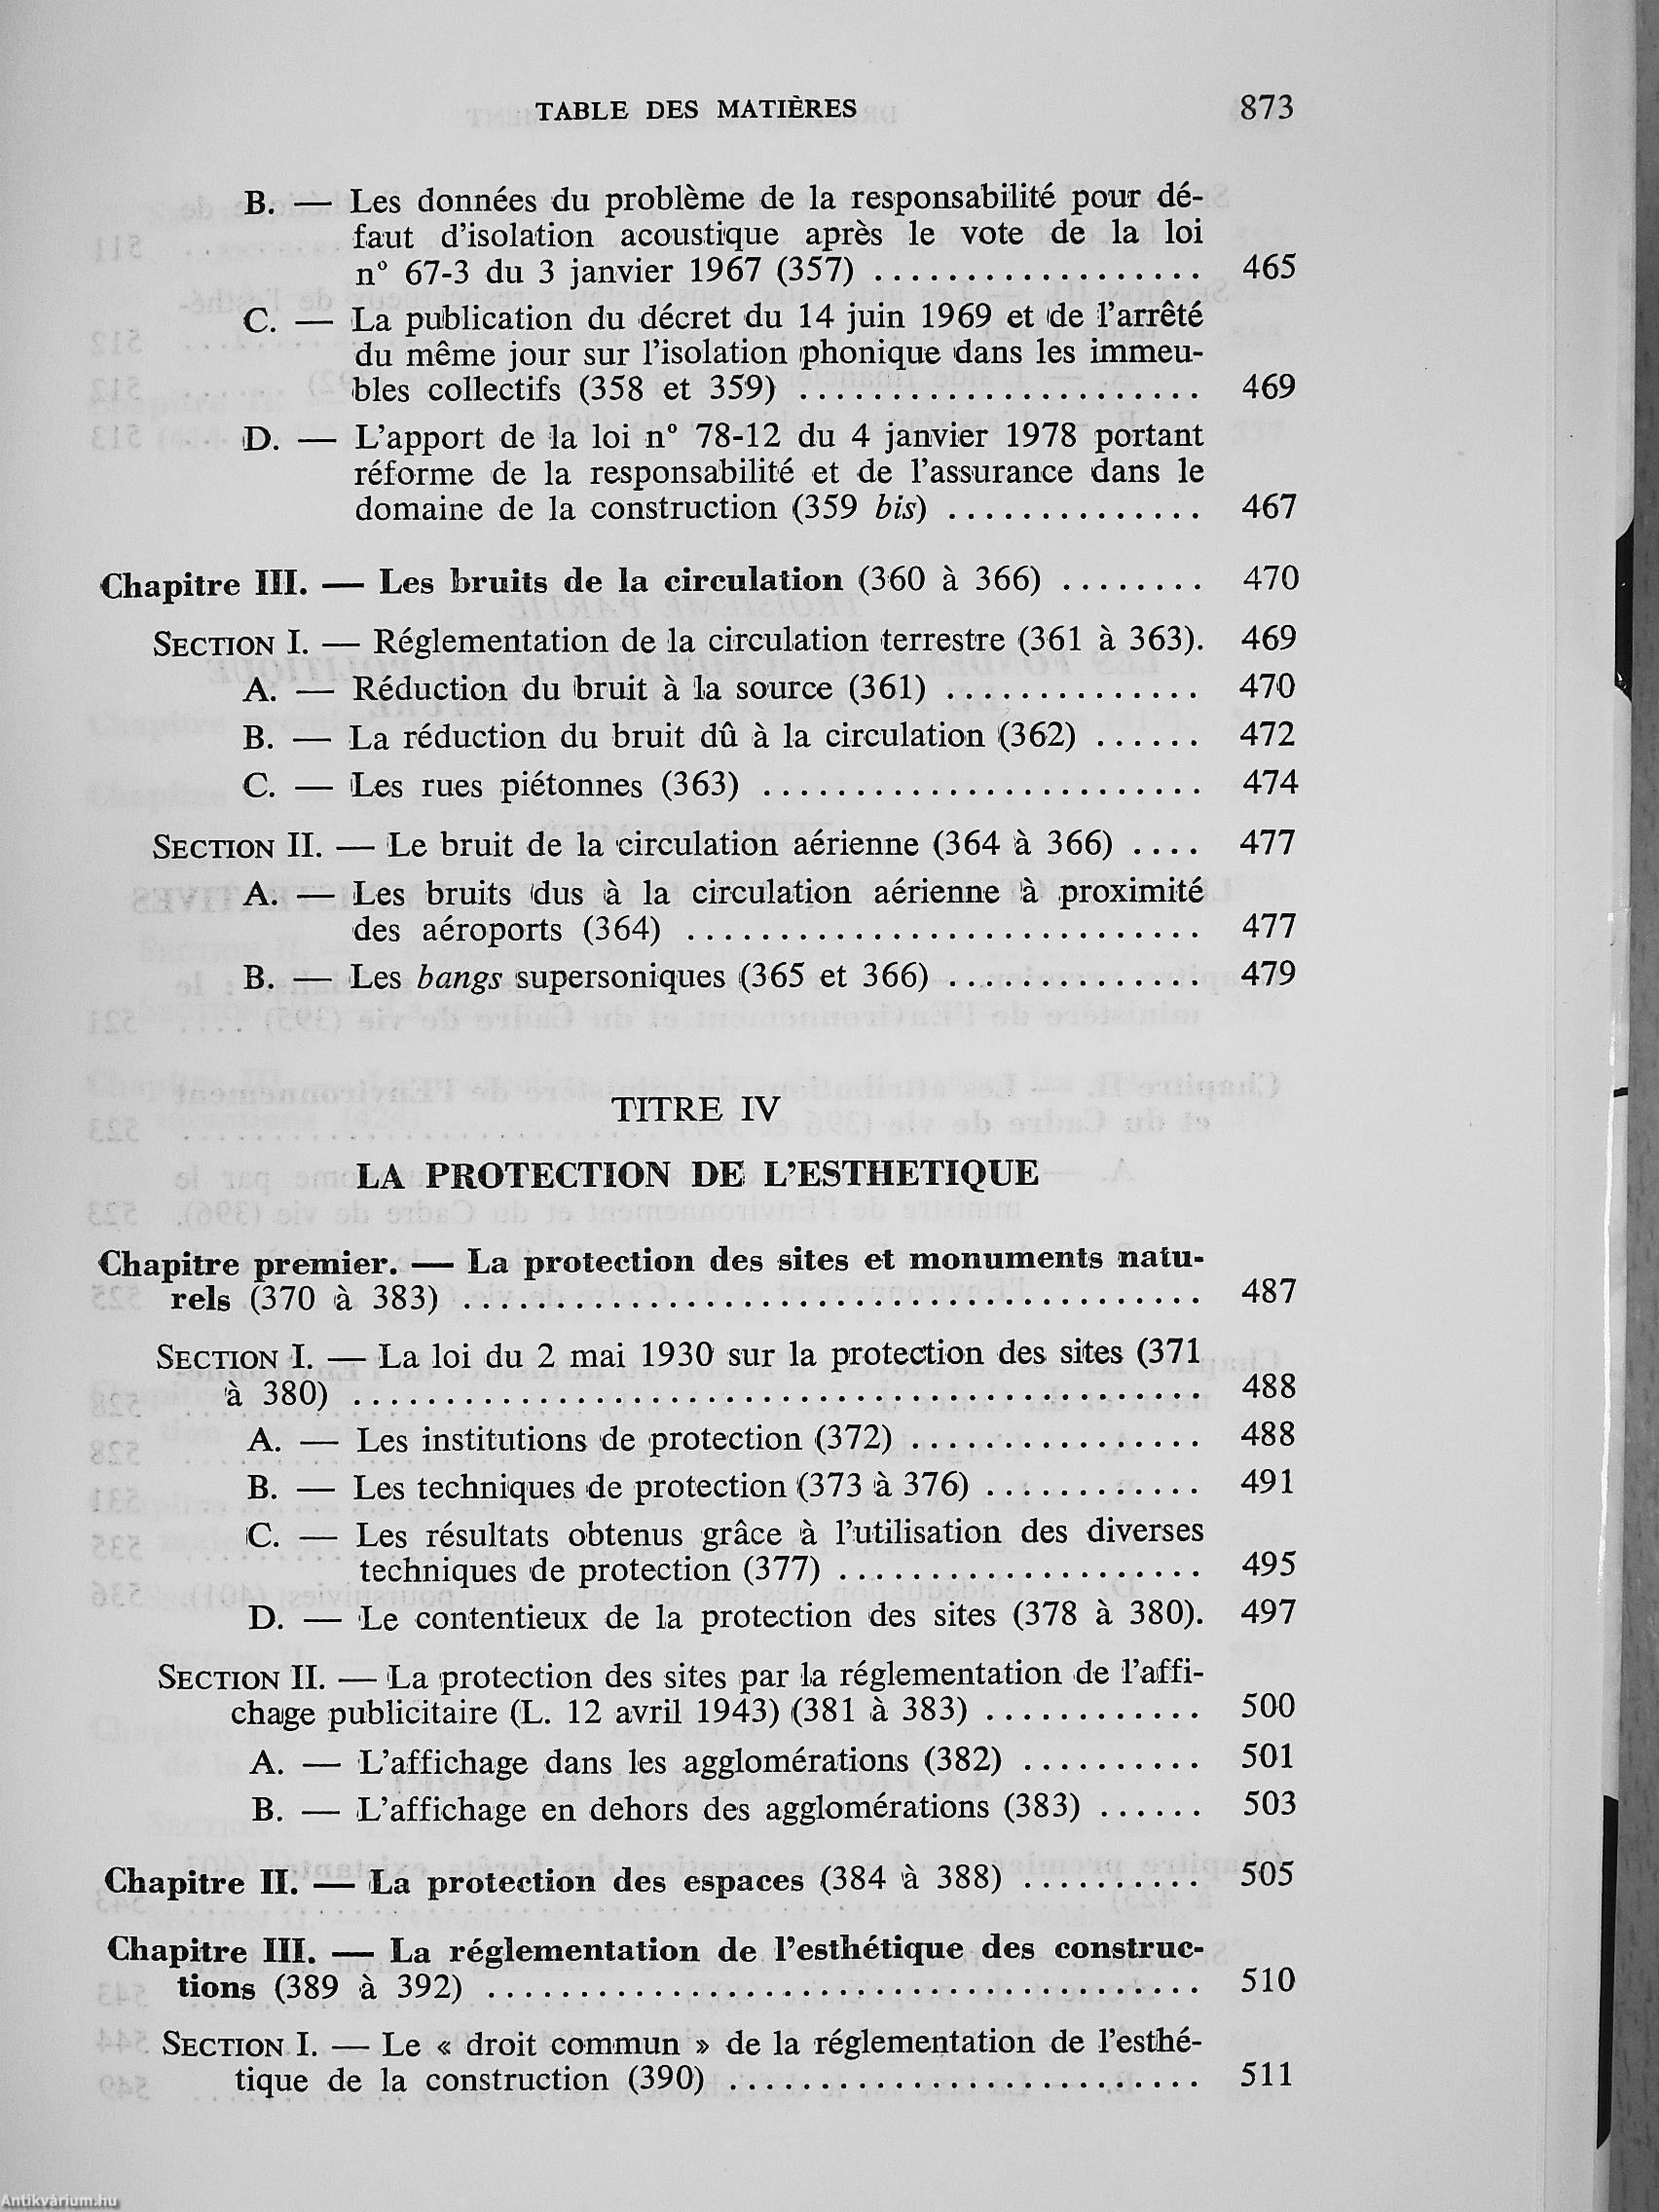 TABLE DES MATIÈRES 873
B. — Les données du problème de la responsabilité pour dé-
faut d'isolation acoustique après le vote de la loi
n° 67-3 du 3 janvier 1967 (357) .................. 465
C. — La publication du décret du 14 juin 1969 et de l'arrêté
du même jour sur l'isolation phonique dans les immeu-
bles collectifs (358 et 359) ...................... 469
D. — L'apport de la loi n° 78-12 du 4 janvier 1978 portant
réforme de la responsabilité et de l'assurance dans le
domaine de la construction (359 bis) .............. 467
Chapitre III. — Les bruits de la circulation (360 à 366) ........ 470
SECTION I. — Réglementation de la circulation terrestre (361 à 363). 469
A. — Réduction du bruit à la source (361) .............. 470
B. — La réduction du bruit dû à la circulation (362) ...... 472
C. — Les rues piétonnes (363) ........................ 474
SECTION II. — Le bruit de la circulation aérienne (364 à 366) .... 477
A. — Les bruits dus à la circulation aérienne à proximité
des aéroports (364) ............................ 477
B. — Les bangs supersoniques (365 et 366) .............. 479
TITRE IV
LA PROTECTION DE L'ESTHETIQUE
Chapitre premier. — La protection des sites et monuments natu-
rels (370 à 383) ........................................ 487
SECTION I. — La loi du 2 mai 1930 sur la protection des sites (371
à 380) .............................................. 488
A. — Les institutions de protection (372) ................ 488
B. — Les techniques de protection (373 à 376) ............ 491
C. — Les résultats obtenus grâce à l'utilisation des diverses
techniques de protection (377) .................... 495
D. — Le contentieux de la protection des sites (378 à 380). 497
SECTION II. — La protection des sites par la réglementation de l'affi-
chage publicitaire (L. 12 avril 1943) (381 à 383) ............ 500
A. — L'affichage dans les agglomérations (382) .......... 501
B. — L'affichage en dehors des agglomérations (383) ...... 503
Chapitre II. — La protection des espaces (384 à 388) .......... 505
Chapitre III. — La réglementation de l'esthétique des construc-
tions (389 à 392) ...................................... 510
SECTION I. — Le « droit commun » de la réglementation de l'esthé-
tique de la construction (390) .......................... 511
Antikvárium.hu